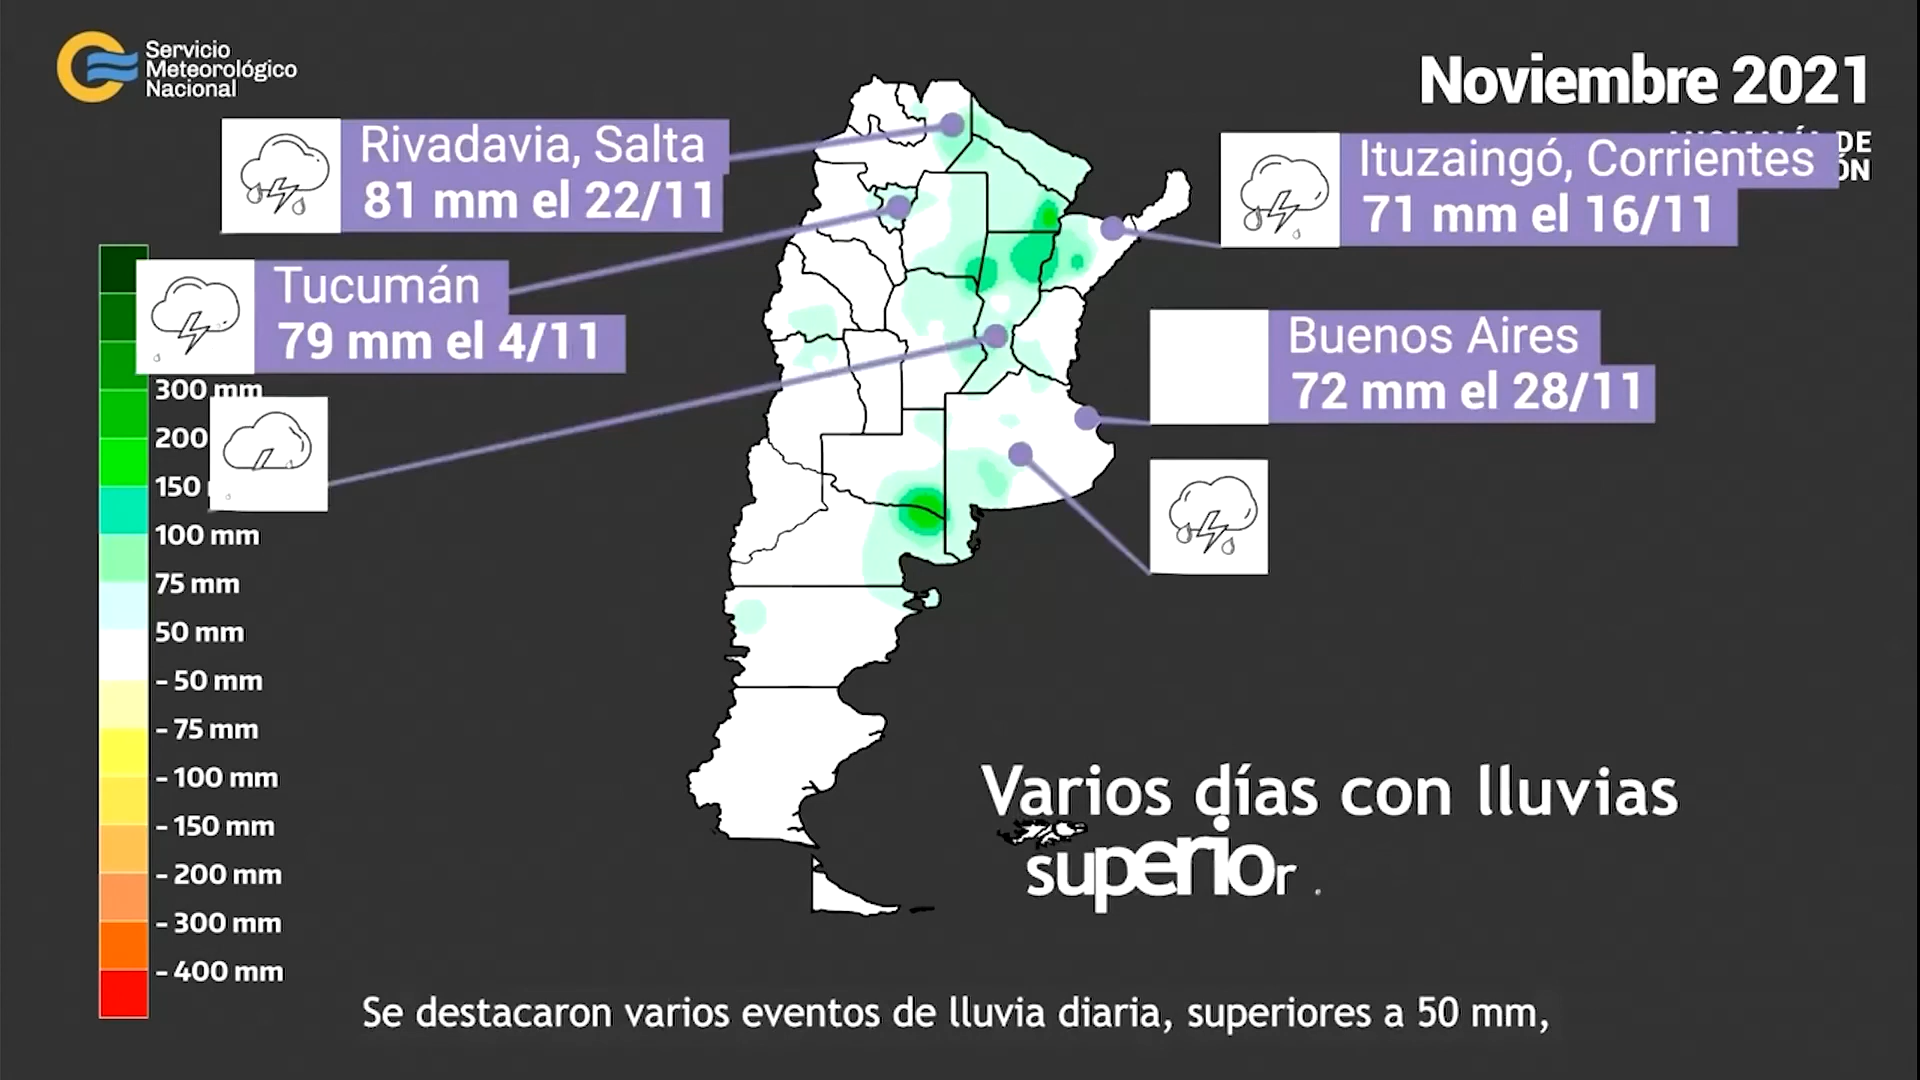 Servicio
Meteorológico
Nacional
Noviembre 2021
DE
Rivadavia, Salta
81 mm el 22/11
Ituzaingó, Corrientes
71 mm el 16/11
Tucumán
79 mm el 4/11
Buenos Aires
72 mm el 28/11
300 mm
200
150
100 mm
75 mm
50 mm
- 50 mm
- 75 mm
- 100 mm
- 150 mm
- 200 mm
- 300 mm
- 400 mm
Varios días con lluvias
superior
Se destacaron varios eventos de lluvia diaria, superiores a 50 mm,